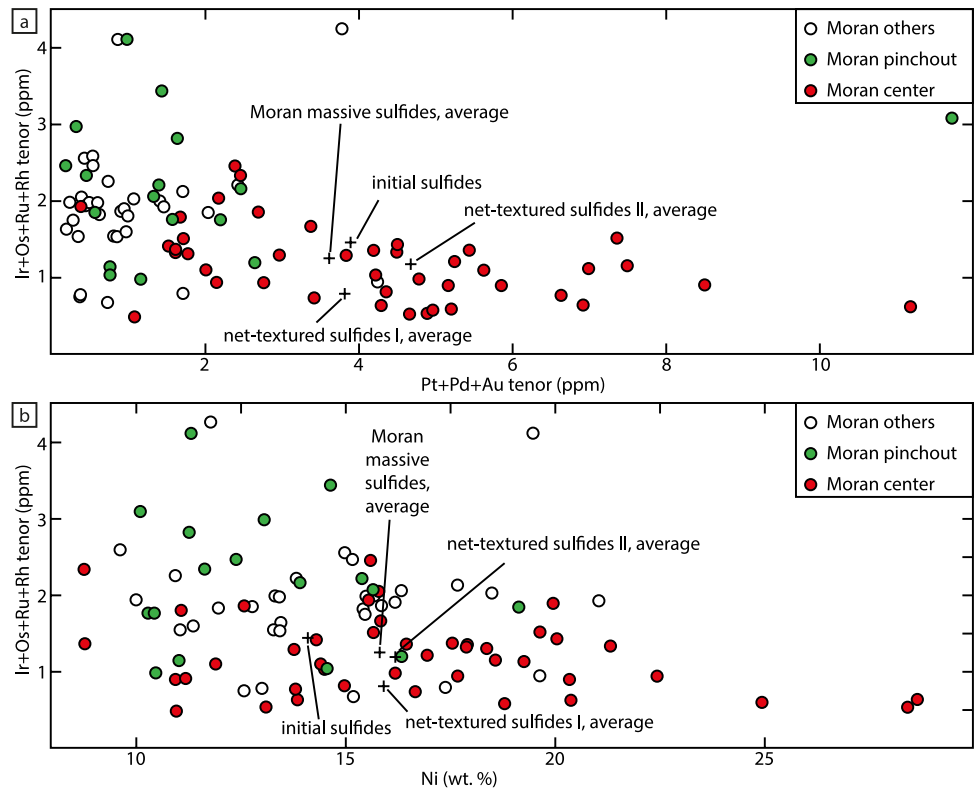 a
Ir+Os+Ru+Rh tenor (ppm)
4
3
2
1
Moran others
Moran pinchout
Moran center
Moran massive sulfides, average
initial sulfides
net-textured sulfides II, average
net-textured sulfides I, average
2
4
6
8
10
Pt+Pd+Au tenor (ppm)
b
Ir+Os+Ru+Rh tenor (ppm)
4
3
2
1
Moran others
Moran pinchout
Moran center
Moran
massive
sulfides,
average
net-textured sulfides II, average
initial sulfides
net-textured sulfides I, average
10
15
20
25
Ni (wt. %)